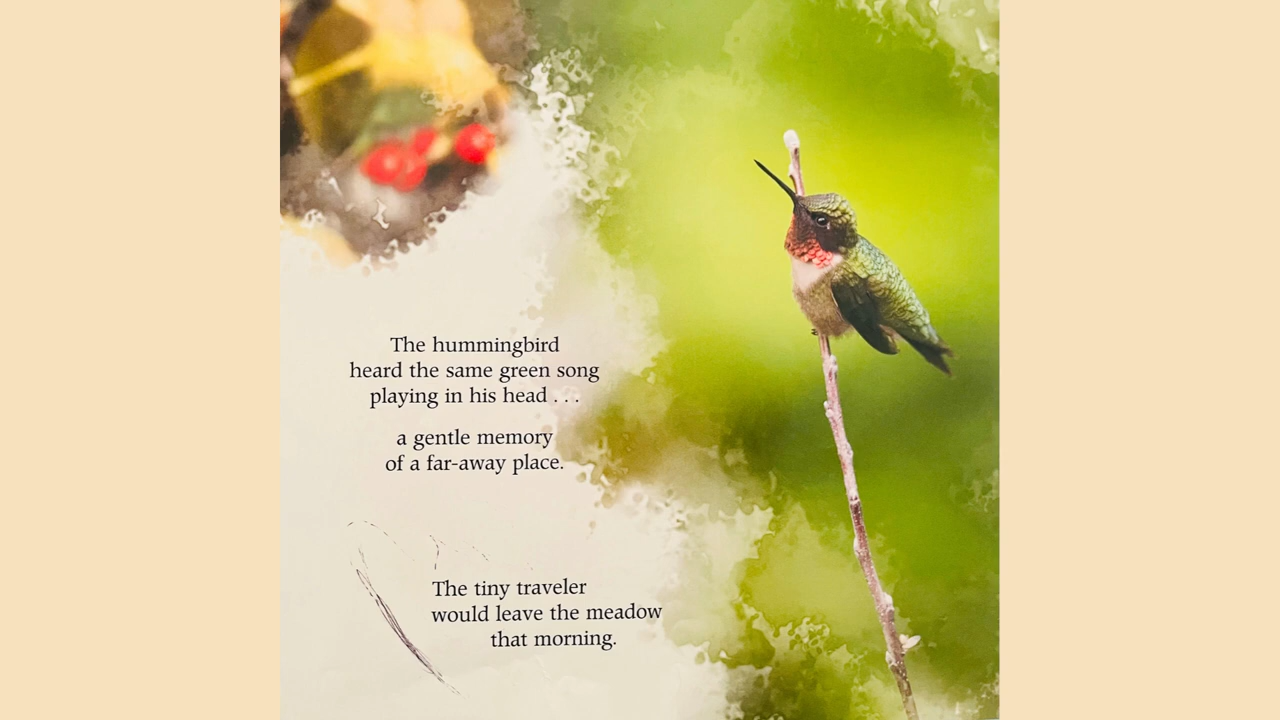 The hummingbird
heard the same green song
playing in his head . . .
a gentle memory
of a far-away place.
The tiny traveler
would leave the meadow
that morning.